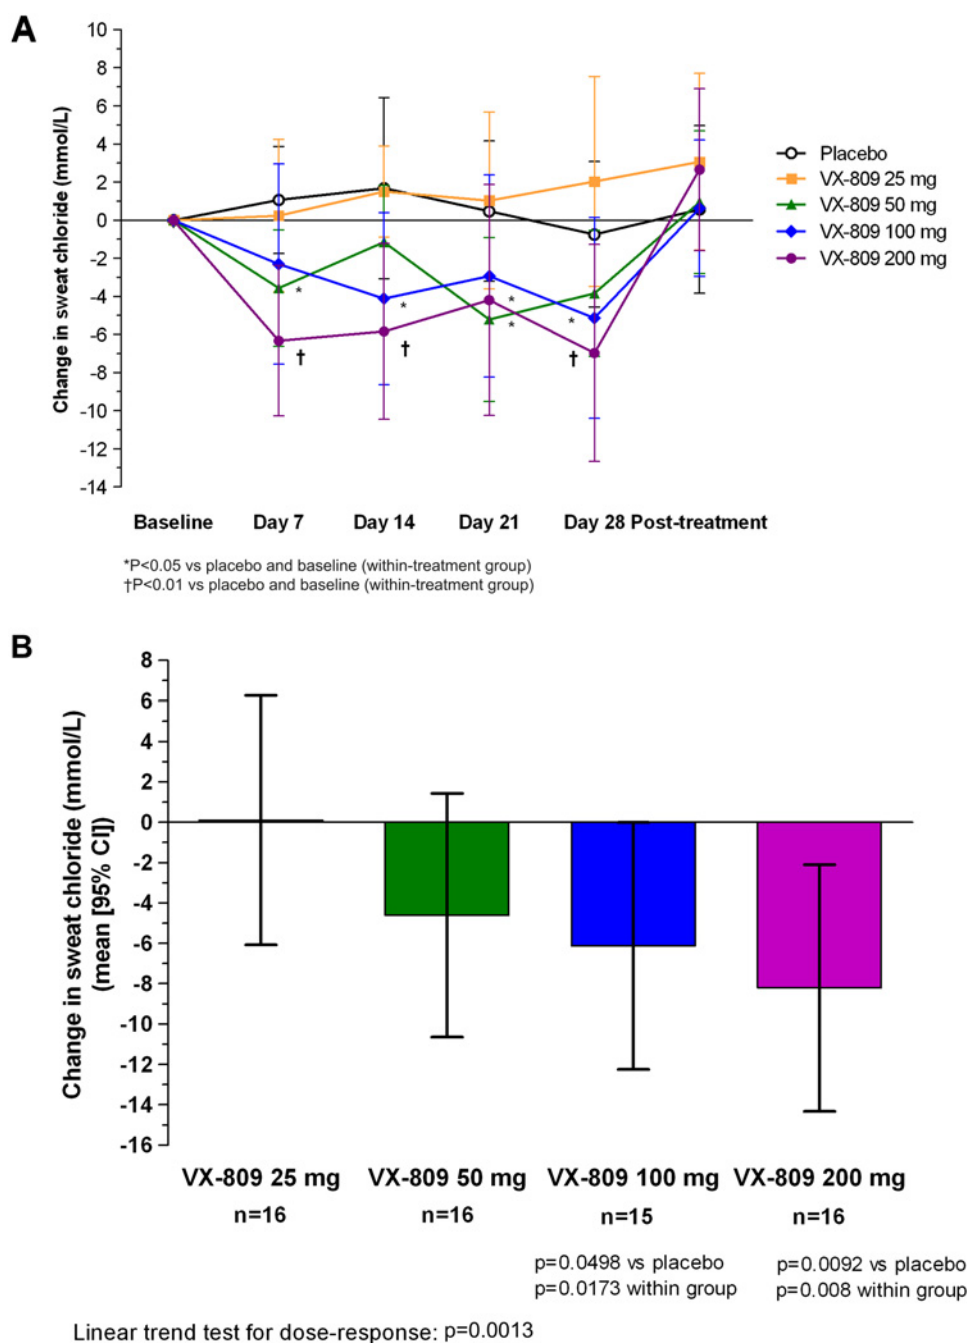 A
10
8
6
4
2
0
-2
-4
-6
-8
-10
-12
-14
Change in sweat chloride (mmol/L)
Placebo
VX-809 25 mg
VX-809 50 mg
VX-809 100 mg
VX-809 200 mg
*
†
*
†
*
*
*
†
Baseline Day 7 Day 14 Day 21 Day 28 Post-treatment
*P<0.05 vs placebo and baseline (within-treatment group)
†P<0.01 vs placebo and baseline (within-treatment group)
B
8
6
4
2
0
-2
-4
-6
-8
-10
-12
-14
-16
Change in sweat chloride (mmol/L)
(mean [95% CI])
VX-809 25 mg VX-809 50 mg VX-809 100 mg VX-809 200 mg
n=16 n=16 n=15 n=16
p=0.0498 vs placebo p=0.0092 vs placebo
p=0.0173 within group p=0.008 within group
Linear trend test for dose-response: p=0.0013